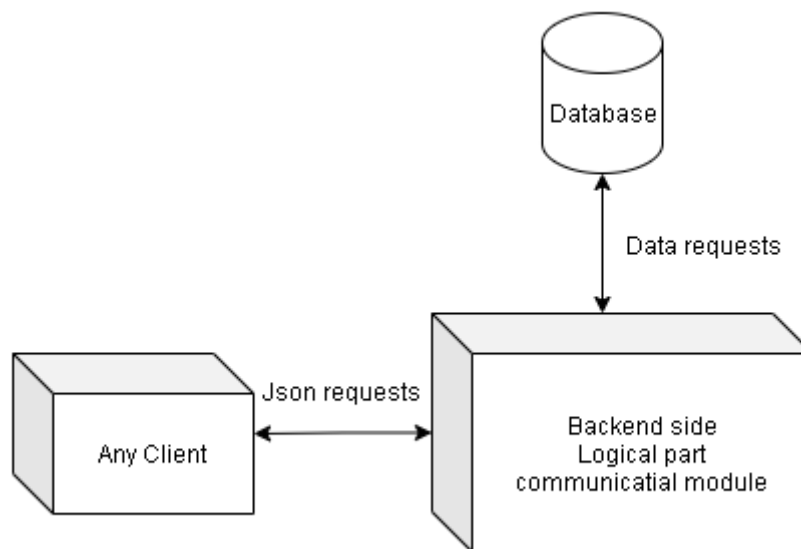 Database
Data requests
Json requests
Any Client
Backend side
Logical part
communicatial module